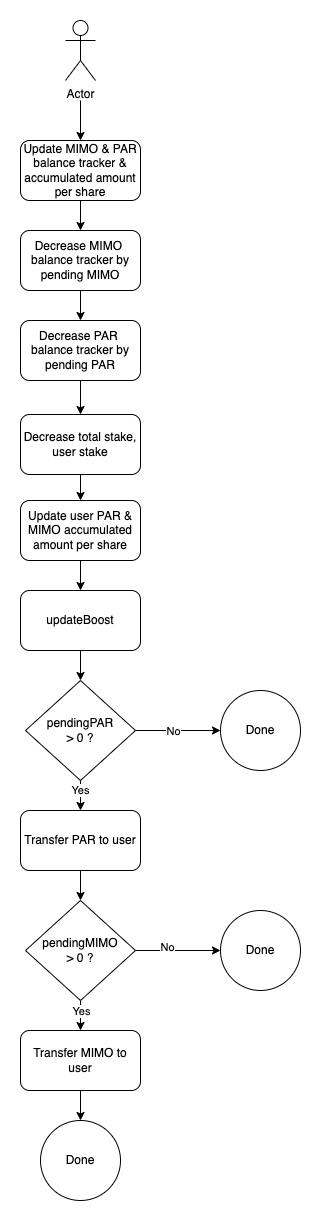 Actor
Update MIMO & PAR
balance tracker &
accumulated amount
per share
Decrease MIMO
balance tracker by
pending MIMO
Decrease PAR
balance tracker by
pending PAR
Decrease total stake,
user stake
Update user PAR &
MIMO accumulated
amount per share
updateBoost
pendingPAR
> 0 ?
No
Done
Yes
Transfer PAR to user
pendingMIMO
> 0 ?
No
Done
Yes
Transfer MIMO to
user
Done